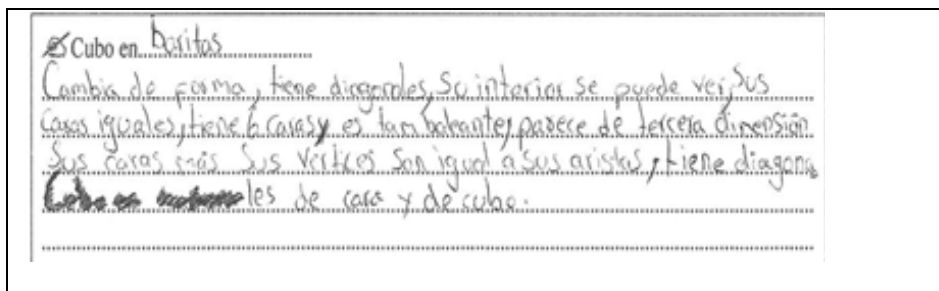 Cubo en baritas
Cambia de forma, tiene diagonales, Su interior se puede ver, Sus
Caras iguales, tiene 6 caras y es tambaleante, parece de tercera dimensión
Sus caras más Sus vertices Son igual a Sus aristas, tiene diagona
les de cara y de cubo.